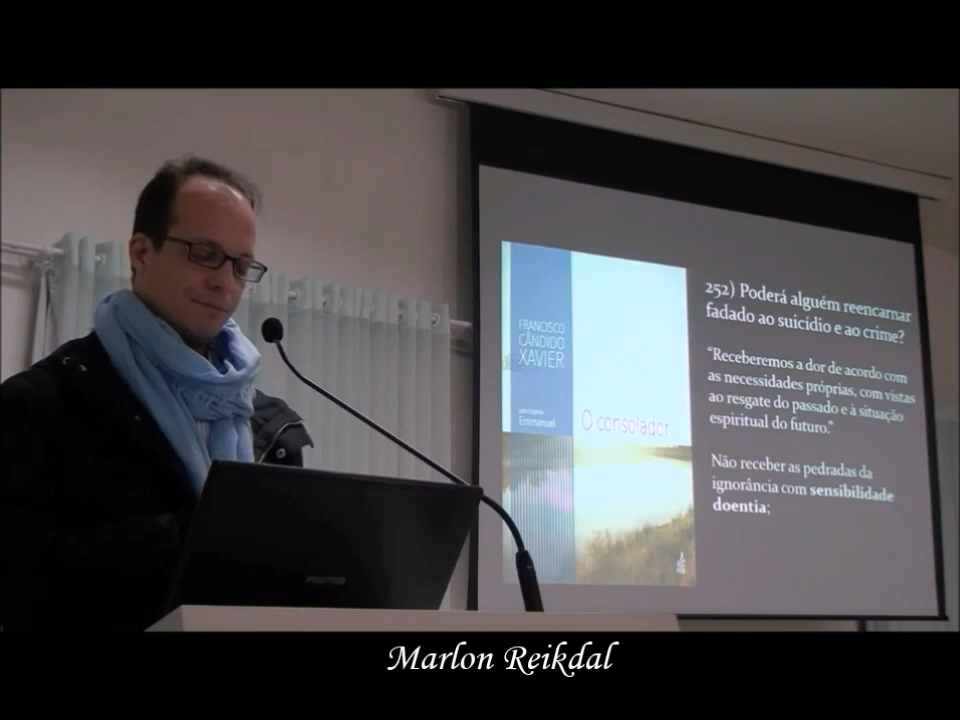 FRANCISCO
CÂNDIDO
XAVIER
pelo Espírito
Emmanuel
O consolador
252) Poderá alguém reencarnar
fadado ao suicídio e ao crime?
“Receberemos a dor de acordo com
as necessidades próprias, com vistas
ao resgate do passado e à situação
espiritual do futuro.”
Não receber as pedradas da
ignorância com sensibilidade
doentia;
POSITIVO
Marlon Reikdal